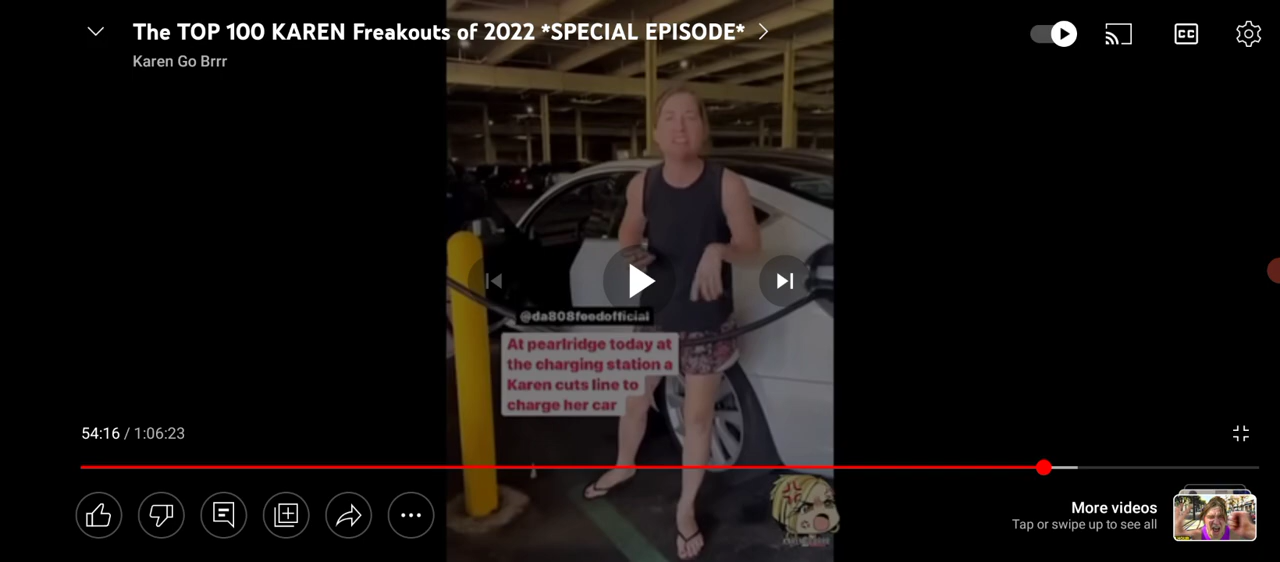 The TOP 100 KAREN Freakouts of 2022 *SPECIAL EPISODE*
Karen Go Brrr
CC
@da808feedofficial
At pearlridge today at
the charging station a
Karen cuts line to
charge her car
54:16 / 1:06:23
More videos
Tap or swipe up to see all